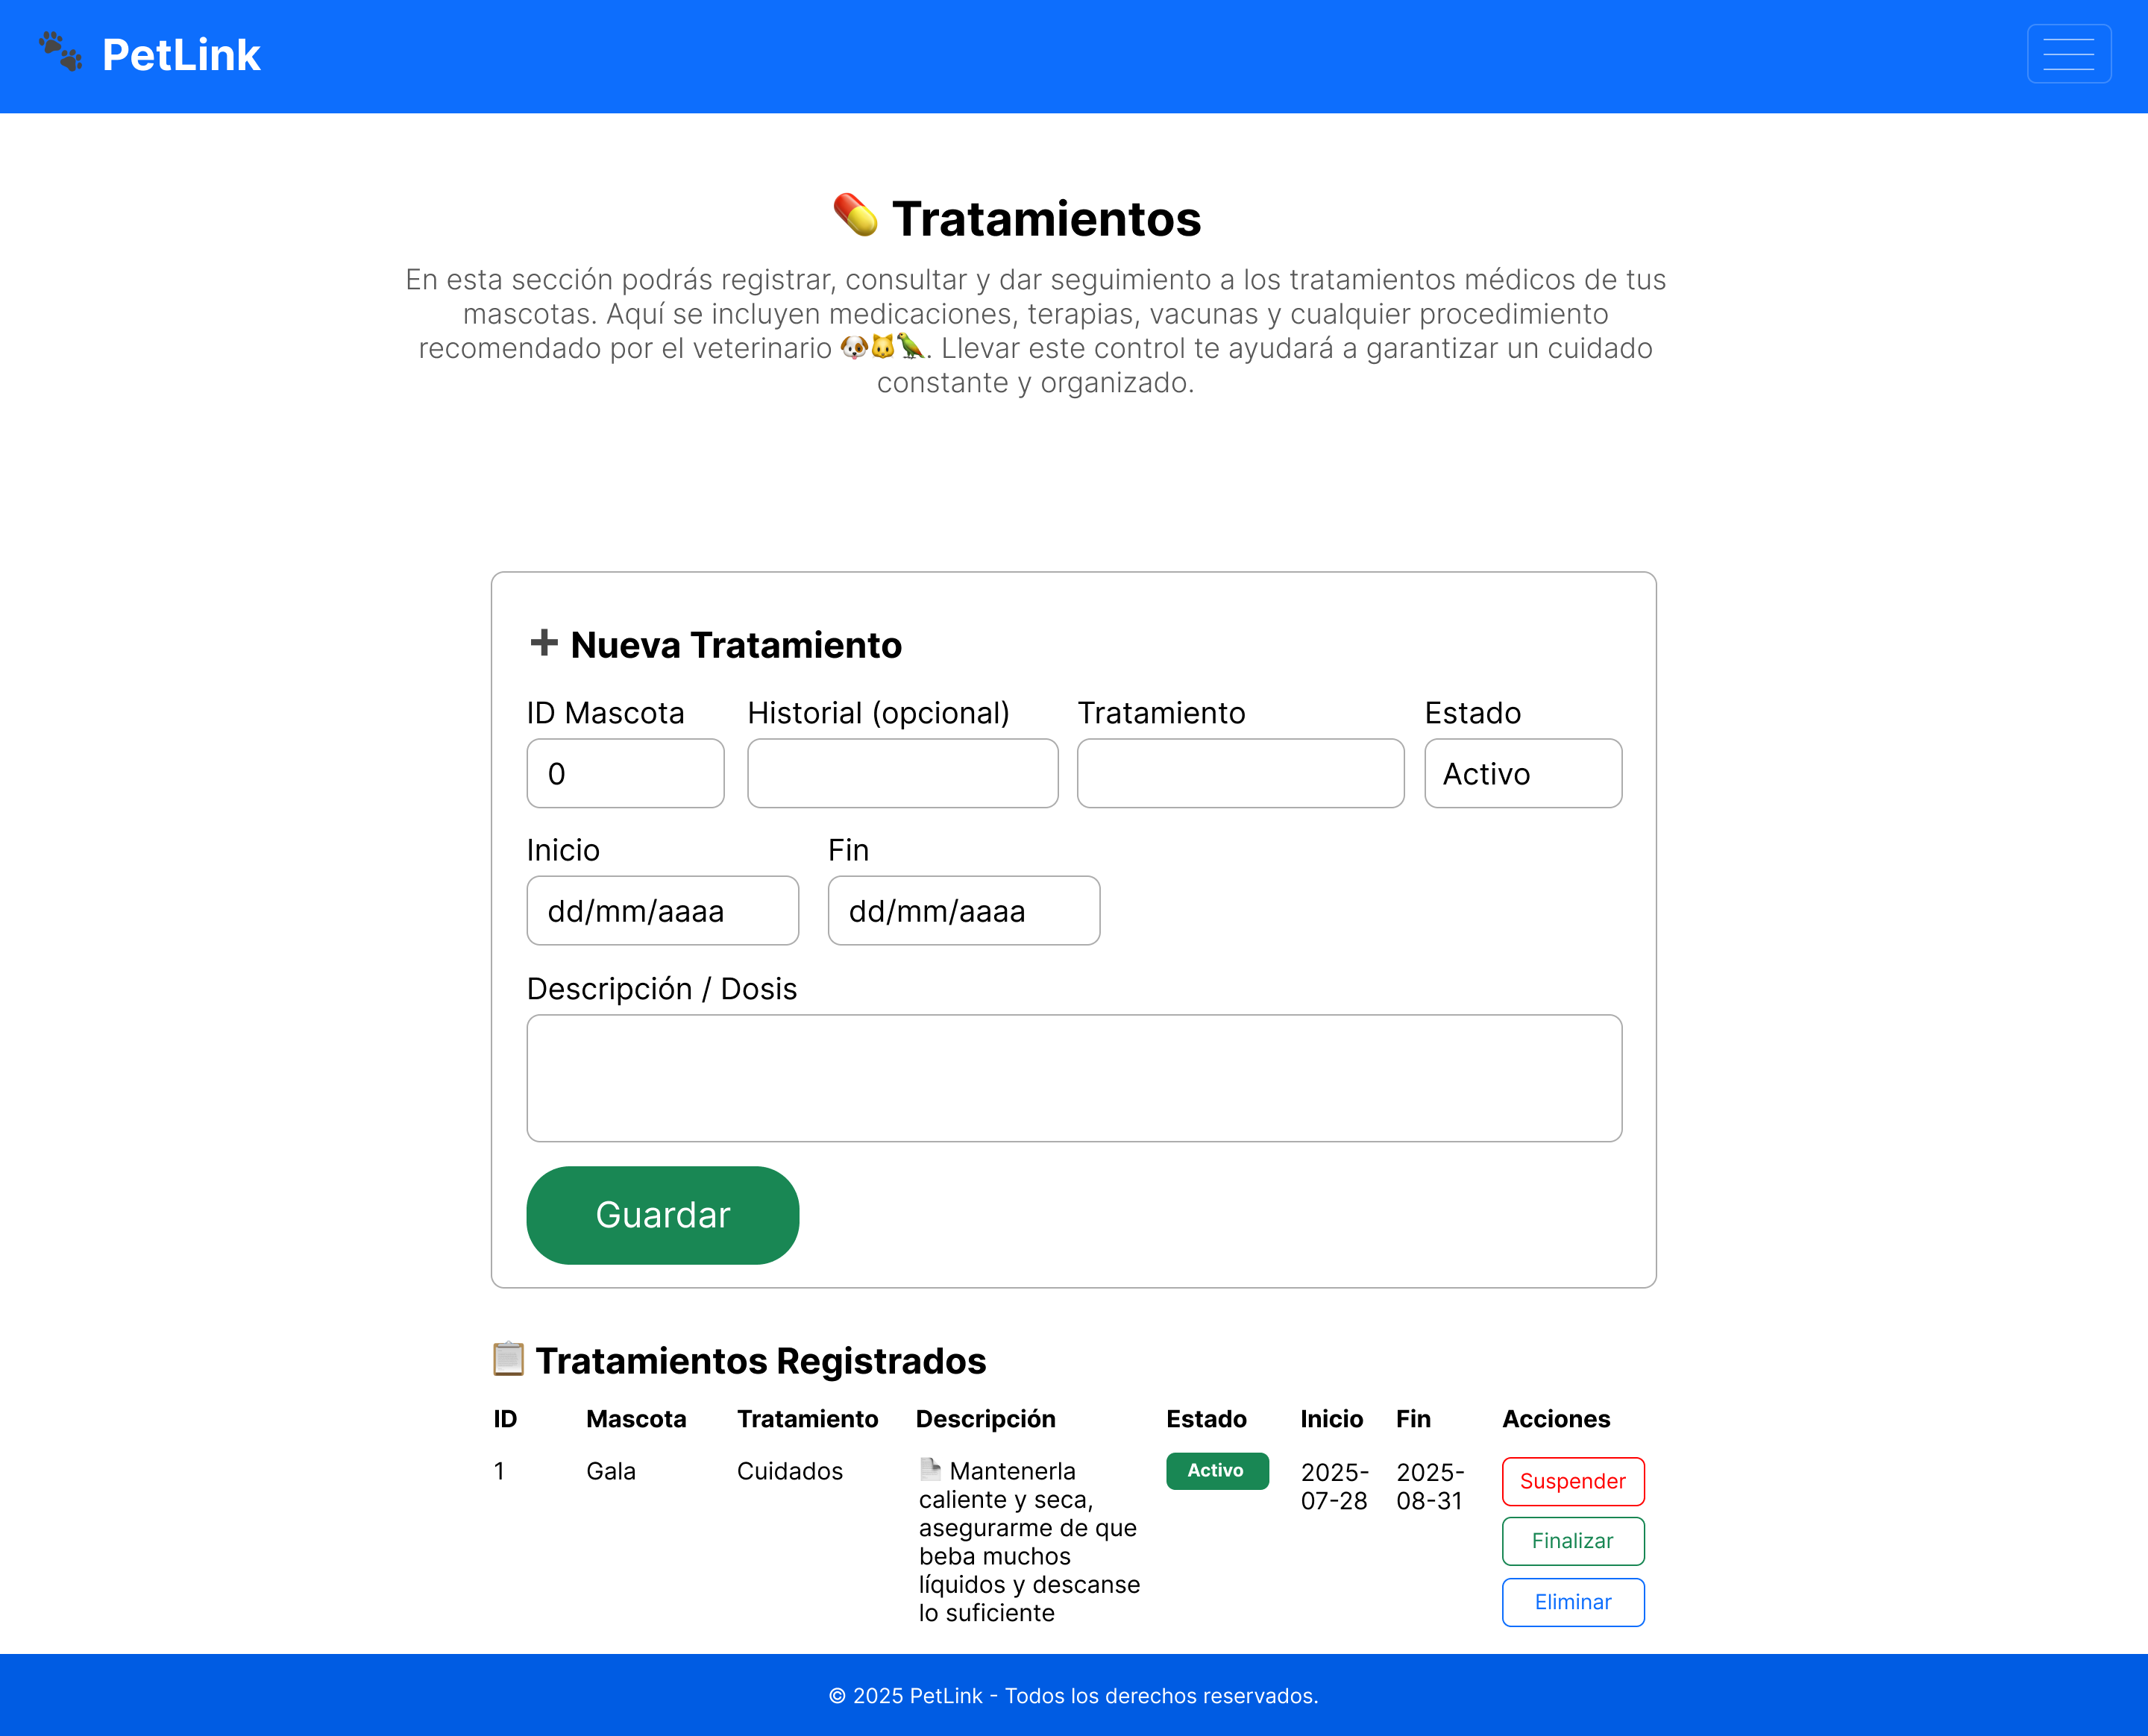 🐾 PetLink
💊 Tratamientos
En esta sección podrás registrar, consultar y dar seguimiento a los tratamientos médicos de tus
mascotas. Aquí se incluyen medicaciones, terapias, vacunas y cualquier procedimiento
recomendado por el veterinario 🐶🐱🦜. Llevar este control te ayudará a garantizar un cuidado
constante y organizado.
➕ Nueva Tratamiento
ID Mascota Historial (opcional) Tratamiento Estado
0 Activo
Inicio Fin
dd/mm/aaaa dd/mm/aaaa
Descripción / Dosis
Guardar
📋 Tratamientos Registrados
ID Mascota Tratamiento Descripción Estado Inicio Fin Acciones
1 Gala Cuidados 📄 Mantenerla Activo 2025- 2025- Suspender
caliente y seca, 07-28 08-31
asegurarme de que Finalizar
beba muchos
líquidos y descanse Eliminar
lo suficiente
© 2025 PetLink - Todos los derechos reservados.